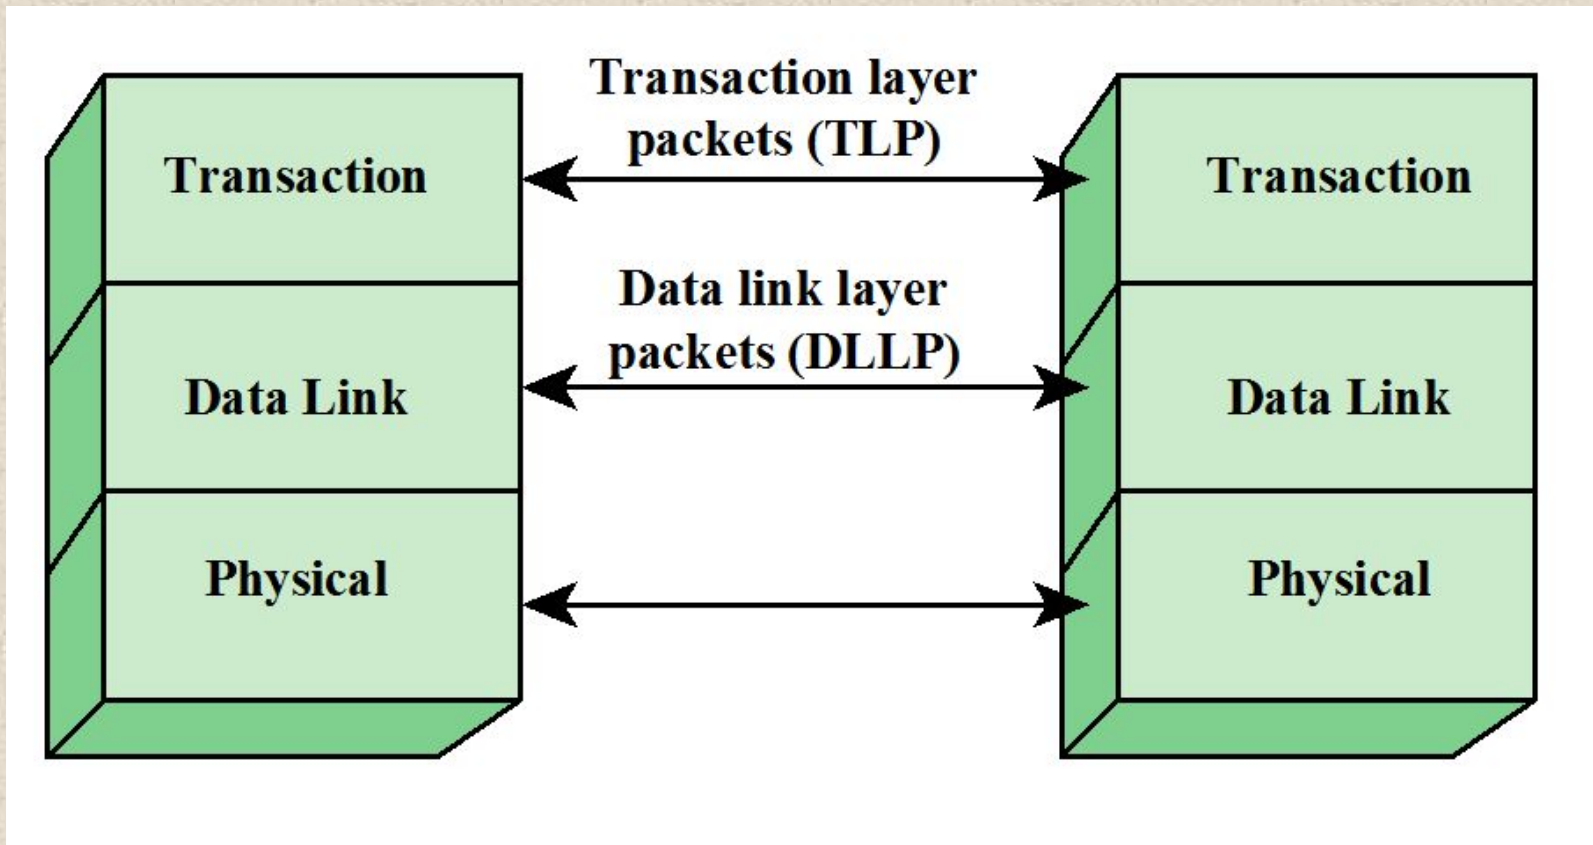 Transaction layer
packets (TLP)
Transaction
Transaction
Data link layer
packets (DLLP)
Data Link
Data Link
Physical
Physical